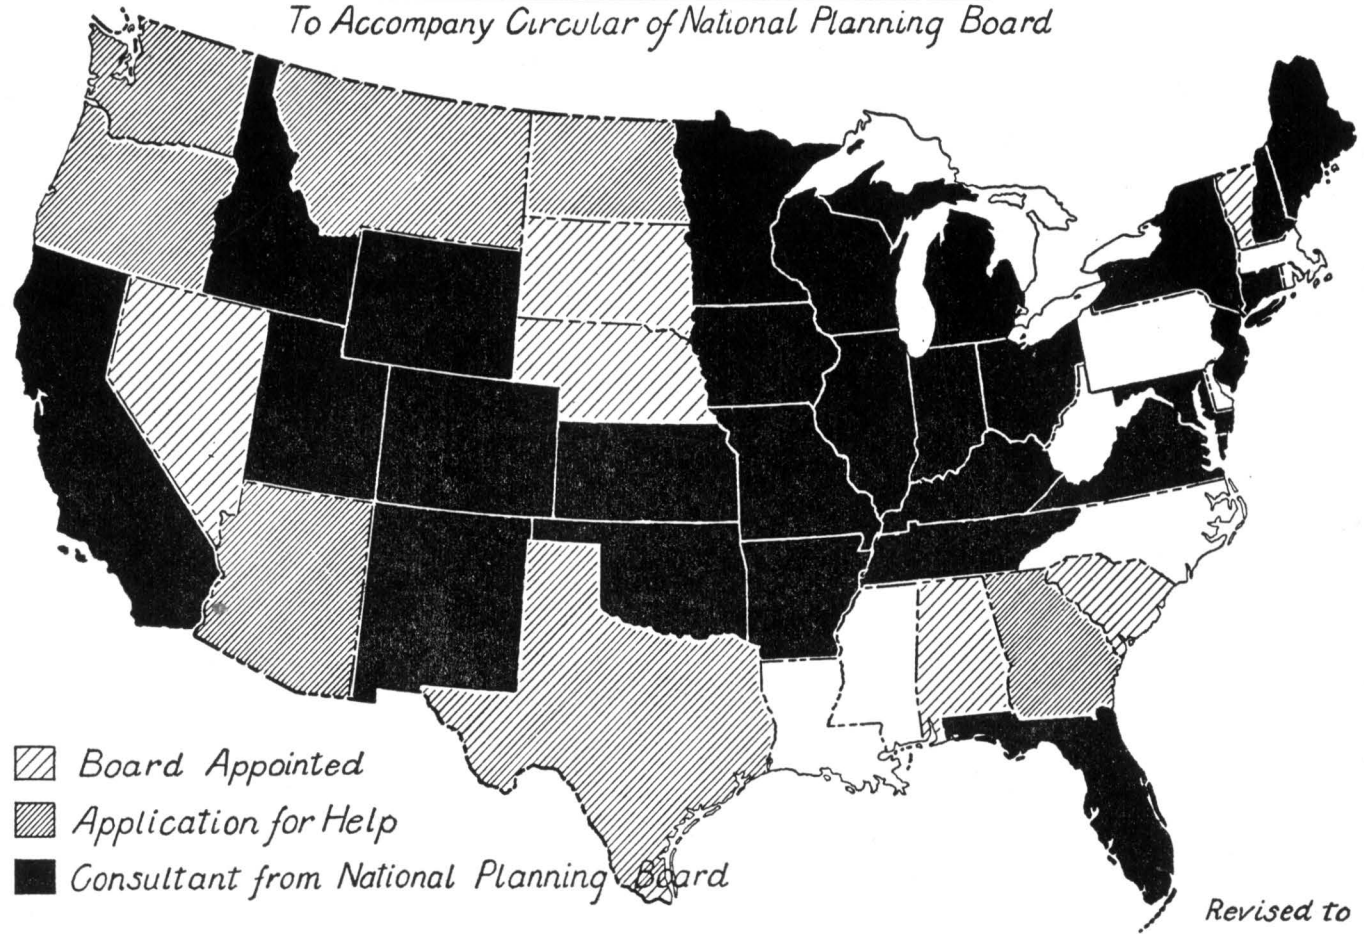 To Accompany Circular of National Planning Board
Board Appointed
Application for Help
Consultant from National Planning Board
Revised to